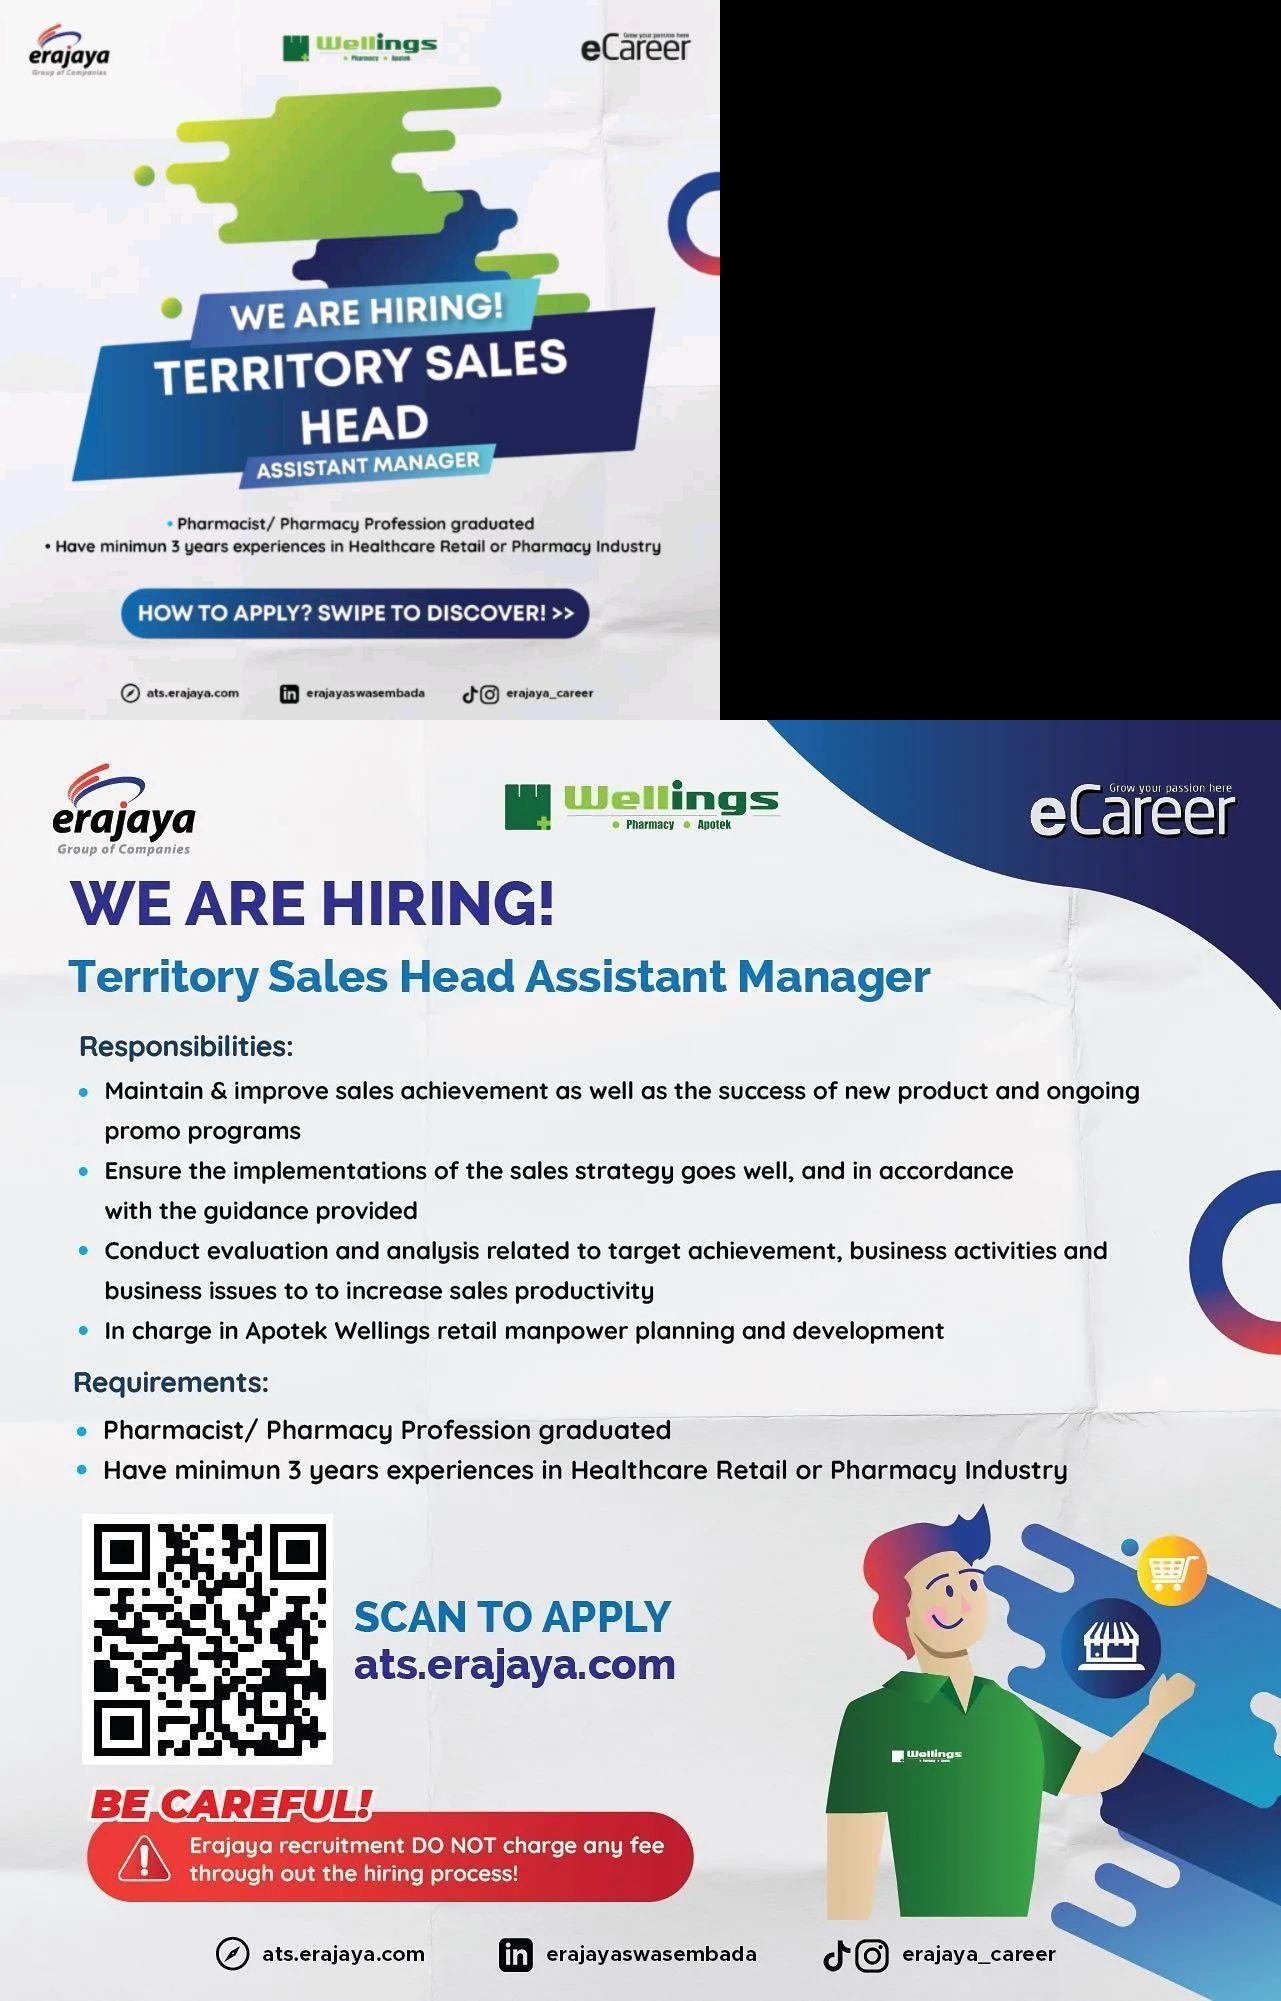 erajaya
Group of Companies
Wellings
Pharmacy • Apotek
Grow your passion here
eCareer
WE ARE HIRING!
TERRITORY SALES
HEAD
ASSISTANT MANAGER
• Pharmacist/ Pharmacy Profession graduated
• Have minimun 3 years experiences in Healthcare Retail or Pharmacy Industry
HOW TO APPLY? SWIPE TO DISCOVER! >>
ats.erajaya.com
erajayaswasembada
erajaya_career
erajaya
Group of Companies
Wellings
• Pharmacy • Apotek
Grow your passion here
eCareer
WE ARE HIRING!
Territory Sales Head Assistant Manager
Responsibilities:
• Maintain & improve sales achievement as well as the success of new product and ongoing
promo programs
• Ensure the implementations of the sales strategy goes well, and in accordance
with the guidance provided
• Conduct evaluation and analysis related to target achievement, business activities and
business issues to to increase sales productivity
• In charge in Apotek Wellings retail manpower planning and development
Requirements:
• Pharmacist/ Pharmacy Profession graduated
• Have minimun 3 years experiences in Healthcare Retail or Pharmacy Industry
SCAN TO APPLY
ats.erajaya.com
Wellings
BE CAREFUL!
Erajaya recruitment DO NOT charge any fee
through out the hiring process!
ats.erajaya.com
in
erajayaswasembada
erajaya_career